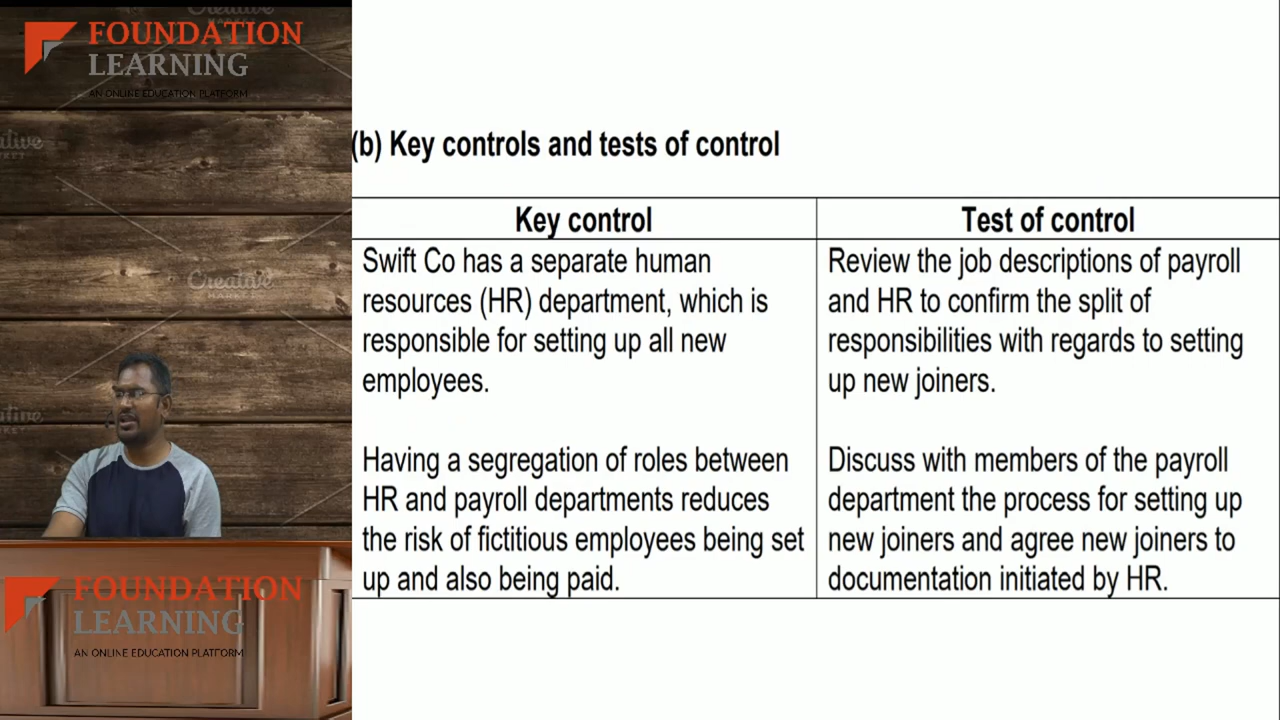 Creative
MARKET
FOUNDATION
LEARNING
AN ONLINE EDUCATION PLATFORM
Creative
MARKET
(b) Key controls and tests of control
Key control
Swift Co has a separate human
resources (HR) department, which is
responsible for setting up all new
employees.
Having a segregation of roles between
HR and payroll departments reduces
the risk of fictitious employees being set
up and also being paid.
Test of control
Review the job descriptions of payroll
and HR to confirm the split of
responsibilities with regards to setting
up new joiners.
Discuss with members of the payroll
department the process for setting up
new joiners and agree new joiners to
documentation initiated by HR.
FOUNDATION
LEARNING
AN ONLINE EDUCATION PLATFORM